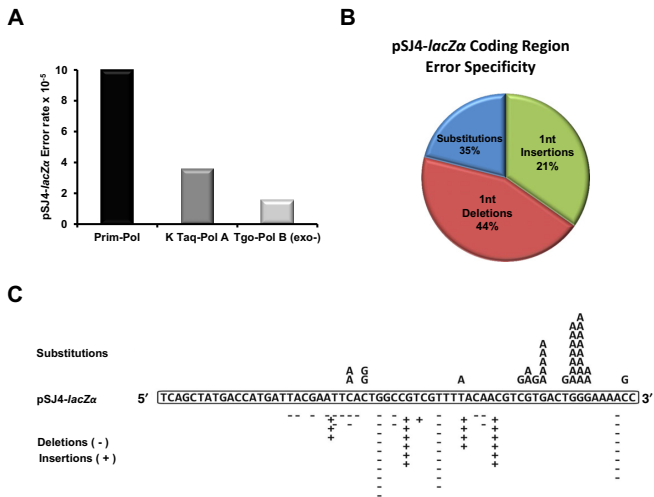 A
pSJ4-lacZα Error rate x 10⁻⁵
10
8
6
4
2
0
Prim-Pol
K Taq-Pol A
Tgo-Pol B (exo-)
B
pSJ4-lacZα Coding Region
Error Specificity
Substitutions
35%
1nt
Insertions
21%
1nt
Deletions
44%
C
Substitutions
A G
A G
A
GAGA
GAAA
G
pSJ4-lacZα
5′ TCAGCTATGACCATGATTACGAATTCACTGGCCGTCGTTTTACAACGTCGTGACTGGGAAAACC 3′
Deletions ( - )
Insertions ( + )